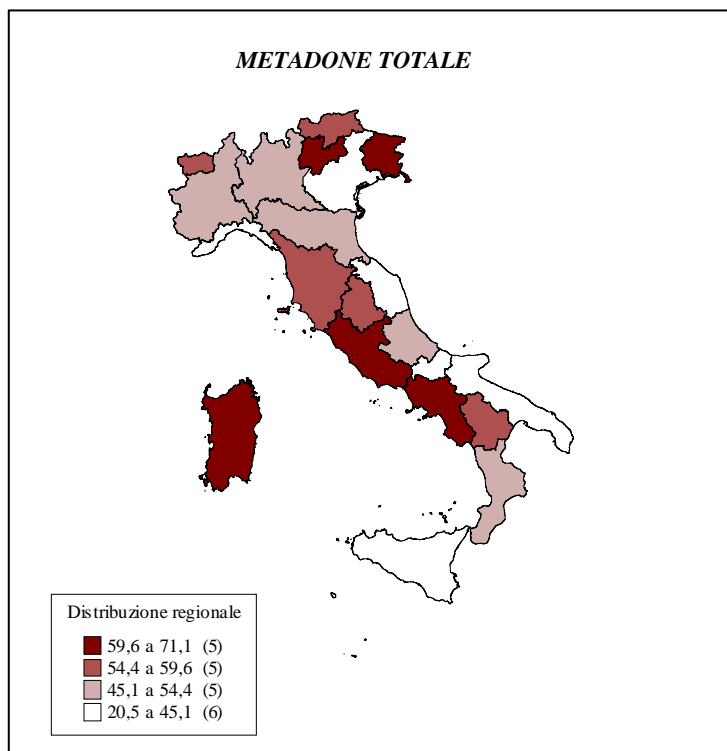 METADONE TOTALE
Distribuzione regionale
59,6 a 71,1 (5)
54,4 a 59,6 (5)
45,1 a 54,4 (5)
20,5 a 45,1 (6)